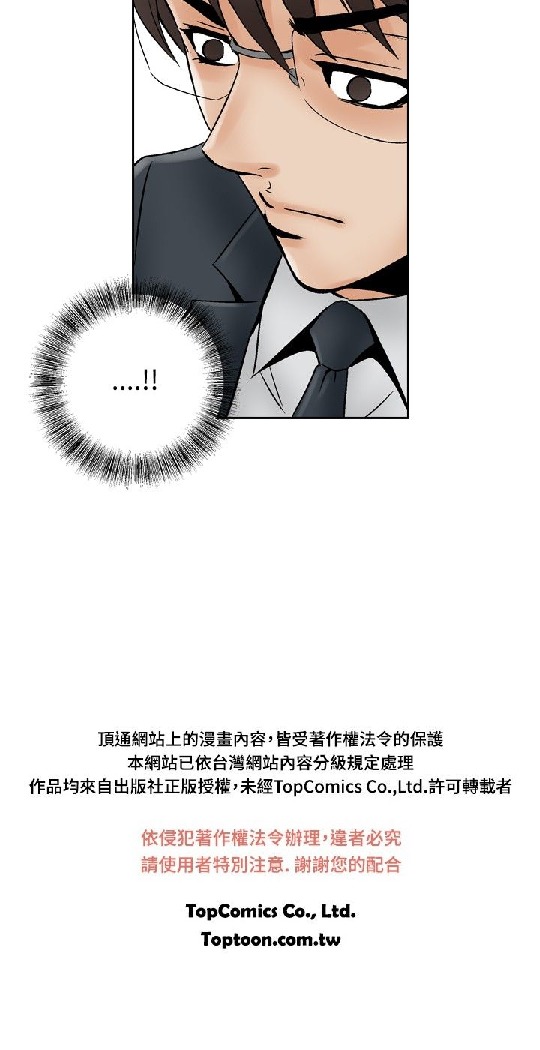 ....!!
頂通網站上的漫畫內容，皆受著作權法令的保護
本網站已依台灣網站內容分級規定處理
作品均來自出版社正版授權，未經TopComics Co.,Ltd.許可轉載者
依侵犯著作權法令辦理，違者必究
請使用者特別注意. 謝謝您的配合
TopComics Co., Ltd.
Toptoon.com.tw